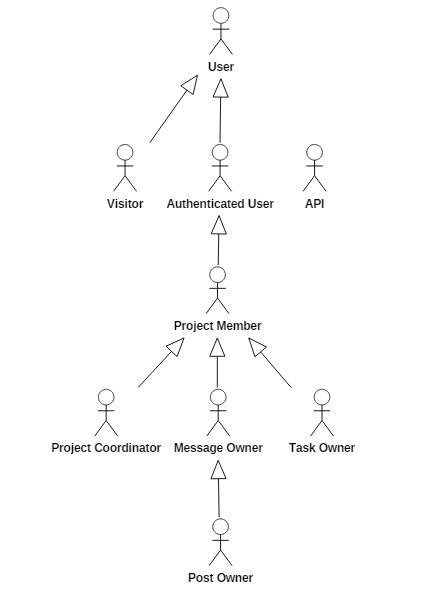 User
Visitor
Authenticated User
API
Project Member
Project Coordinator
Message Owner
Task Owner
Post Owner